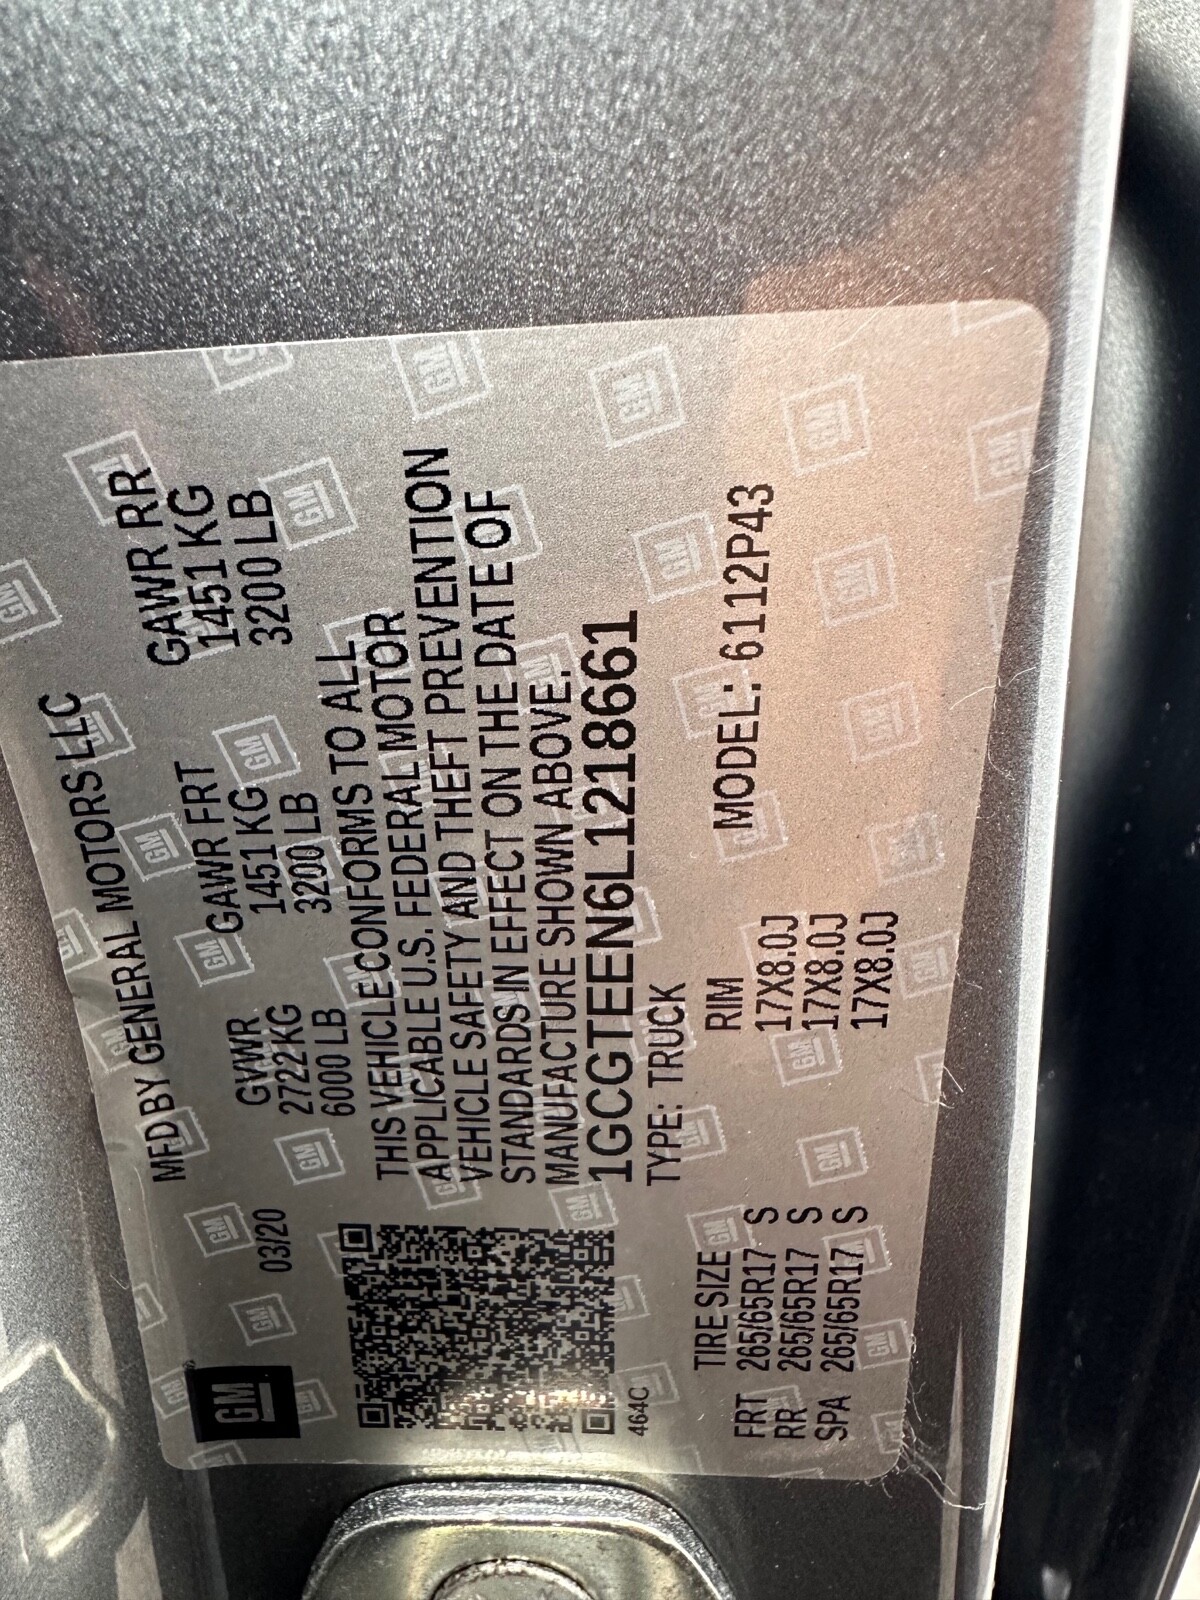 GM
MFD BY GENERAL MOTORS LLC
03/20
GVWR GAWR FRT GAWR RR
2722 KG 1451 KG 1451 KG
6000 LB 3200 LB 3200 LB
THIS VEHICLE CONFORMS TO ALL
APPLICABLE U.S. FEDERAL MOTOR
VEHICLE SAFETY AND THEFT PREVENTION
STANDARDS IN EFFECT ON THE DATE OF
MANUFACTURE SHOWN ABOVE.
1GCGTEEN6L1218661
464C
TYPE: TRUCK MODEL: 6112P43
TIRE SIZE RIM
FRT 265/65R17 S 17X8.0J
RR 265/65R17 S 17X8.0J
SPA 265/65R17 S 17X8.0J